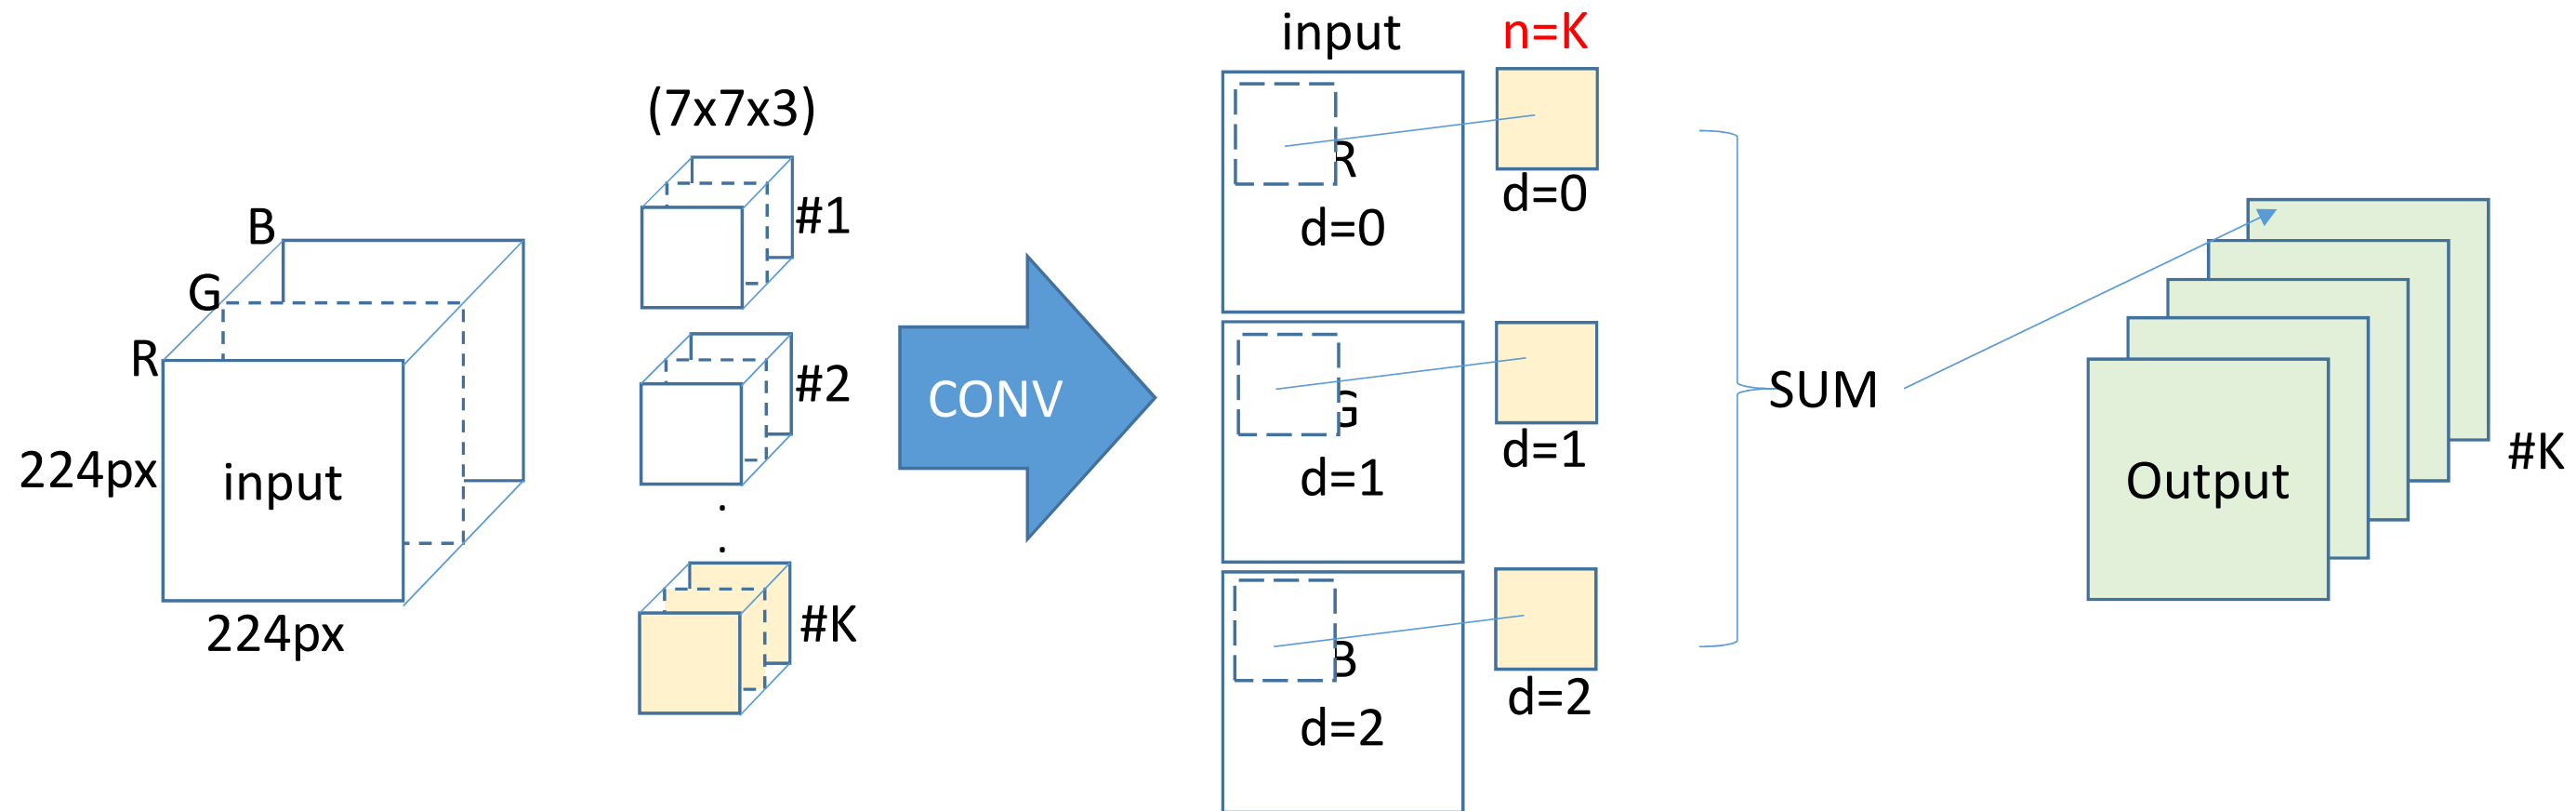 B
G
R
224px
input
224px
(7x7x3)
#1
#2
.
.
#K
CONV
input
n=K
R
d=0
d=0
G
d=1
d=1
B
d=2
d=2
SUM
Output
#K